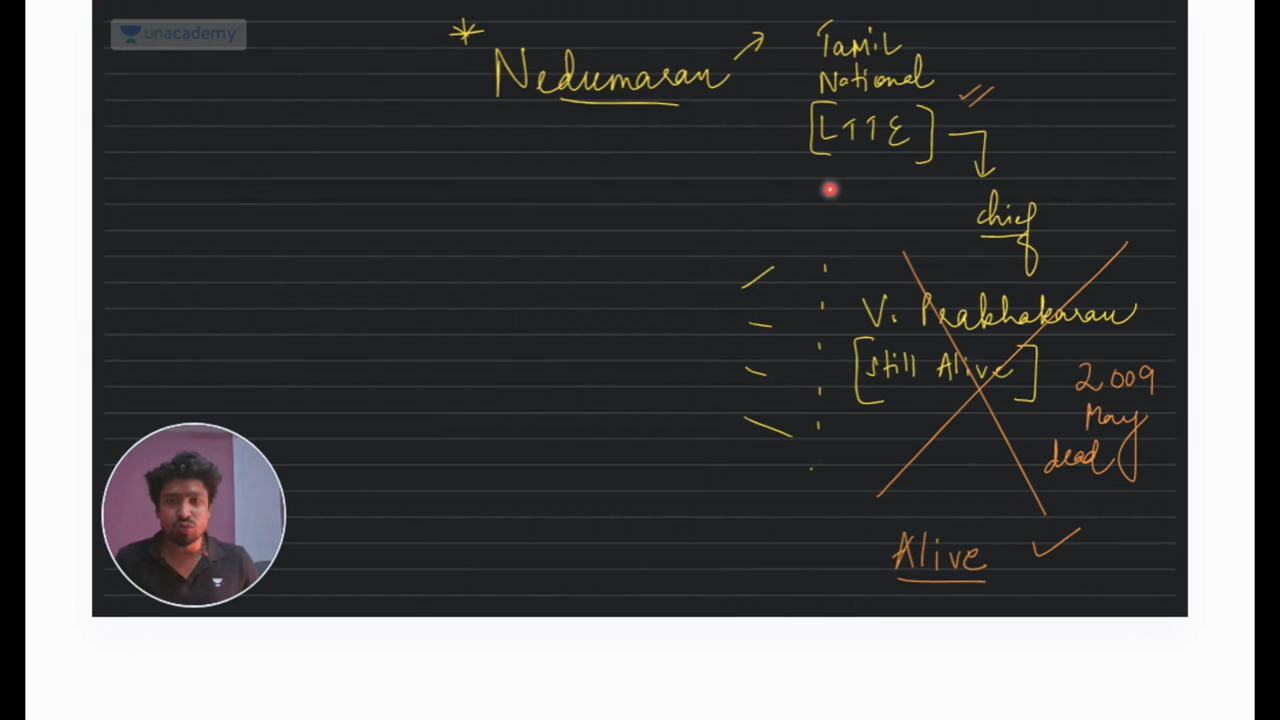 unacademy
* Nedumaran
Tamil
National
[LTTE]
chief
V. Prabhakaran
[Still Alive]
2009
May
dead
Alive